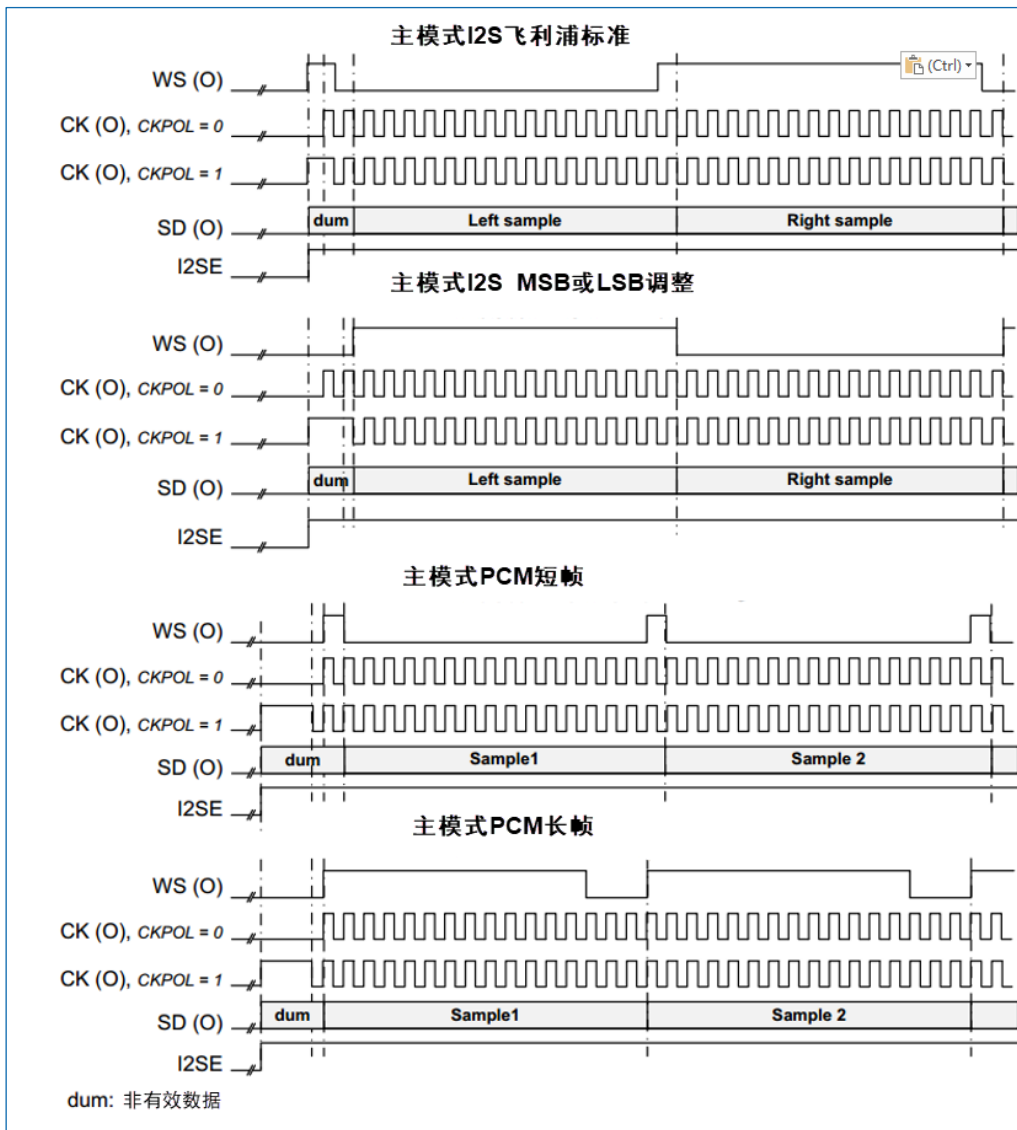 主模式I2S飞利浦标准
(Ctrl)
WS (O)
CK (O), CKPOL = 0
CK (O), CKPOL = 1
SD (O)
dum
Left sample
Right sample
I2SE
主模式I2S MSB或LSB调整
WS (O)
CK (O), CKPOL = 0
CK (O), CKPOL = 1
SD (O)
dum
Left sample
Right sample
I2SE
主模式PCM短帧
WS (O)
CK (O), CKPOL = 0
CK (O), CKPOL = 1
SD (O)
dum
Sample1
Sample 2
I2SE
主模式PCM长帧
WS (O)
CK (O), CKPOL = 0
CK (O), CKPOL = 1
SD (O)
dum
Sample1
Sample 2
I2SE
dum: 非有效数据